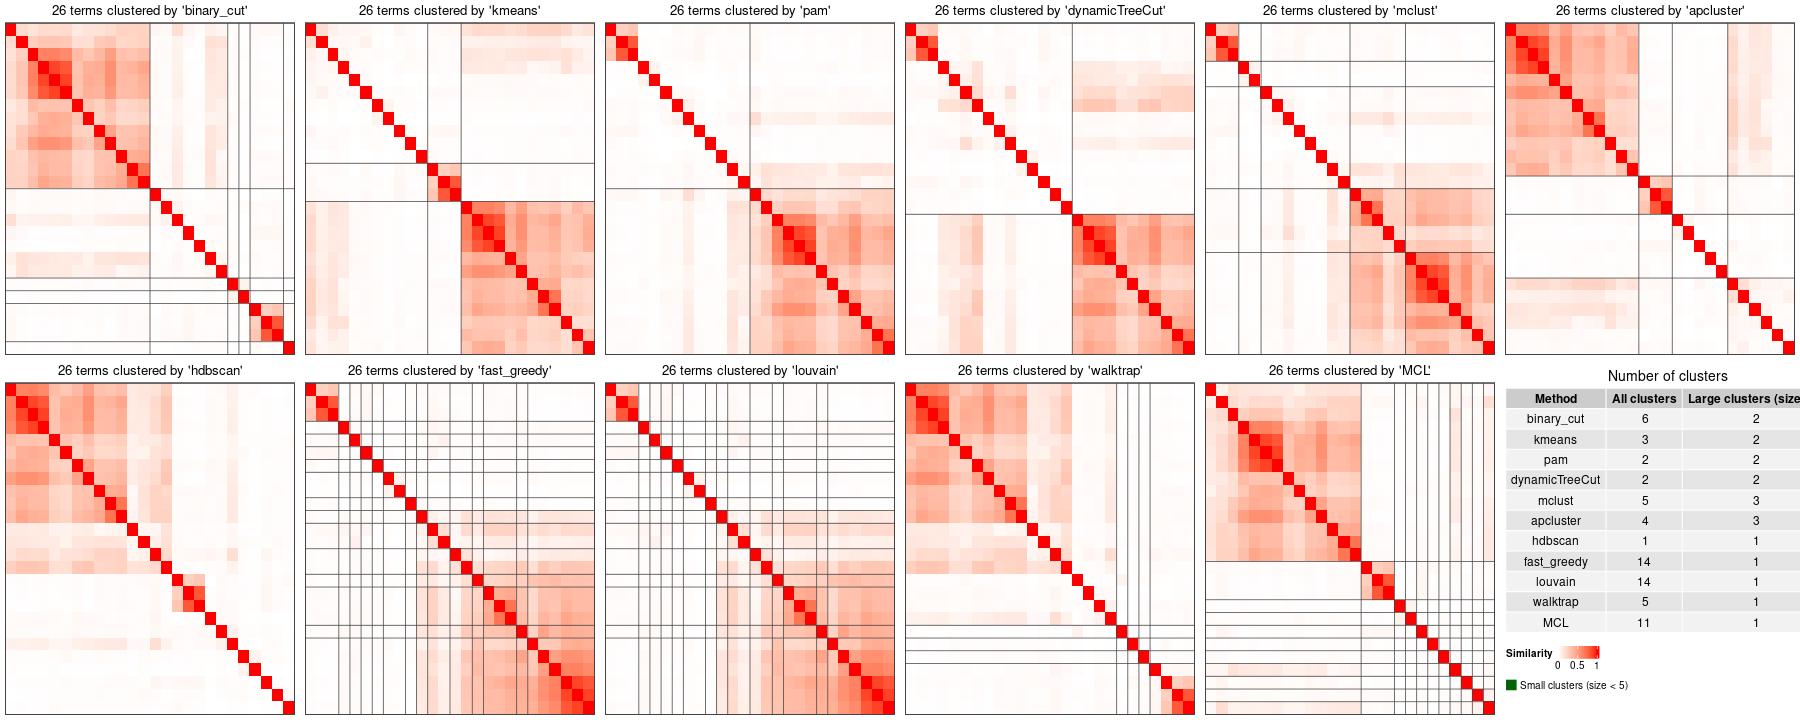 26 terms clustered by 'binary_cut'
26 terms clustered by 'kmeans'
26 terms clustered by 'pam'
26 terms clustered by 'dynamicTreeCut'
26 terms clustered by 'mclust'
26 terms clustered by 'apcluster'
26 terms clustered by 'hdbscan'
26 terms clustered by 'fast_greedy'
26 terms clustered by 'louvain'
26 terms clustered by 'walktrap'
26 terms clustered by 'MCL'
Number of clusters
Method All clusters Large clusters (size
binary_cut 6 2
kmeans 3 2
pam 2 2
dynamicTreeCut 2 2
mclust 5 3
apcluster 4 3
hdbscan 1 1
fast_greedy 14 1
louvain 14 1
walktrap 5 1
MCL 11 1
Similarity
0 0.5 1
Small clusters (size < 5)